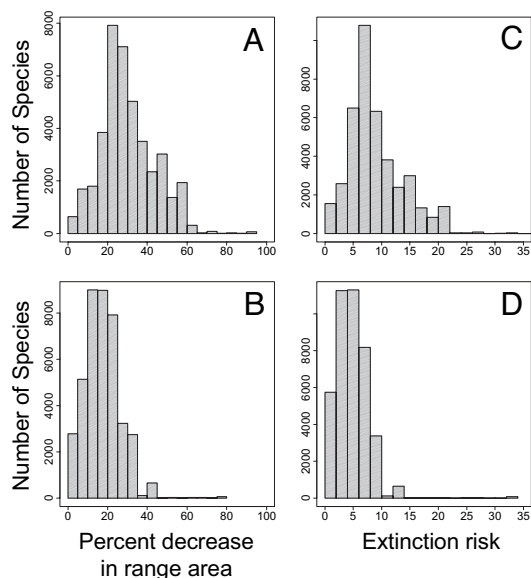 A
Number of Species
0 2000 4000 6000 8000
0 20 40 60 80 100
C
0 2000 4000 6000 8000
0 5 10 15 20 25 30 35
B
Number of Species
0 2000 4000 6000 8000
0 20 40 60 80 100
Percent decrease
in range area
D
0 2000 4000 6000 8000
0 5 10 15 20 25 30 35
Extinction risk